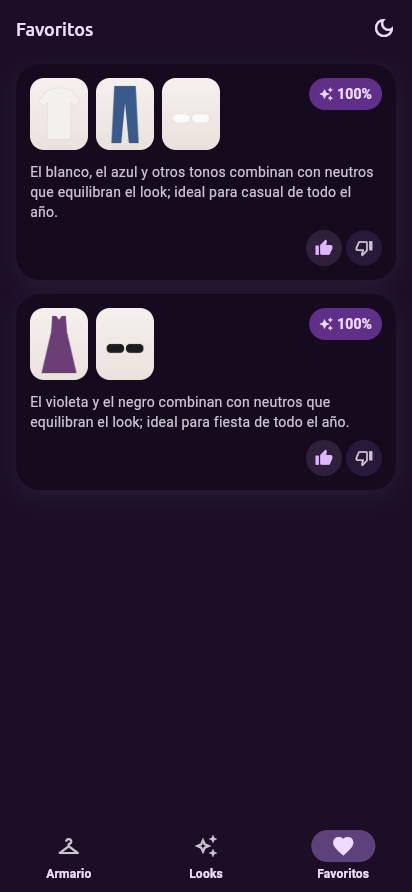 Favoritos
100%
El blanco, el azul y otros tonos combinan con neutros
que equilibran el look; ideal para casual de todo el
año.
100%
El violeta y el negro combinan con neutros que
equilibran el look; ideal para fiesta de todo el año.
Armario
Looks
Favoritos